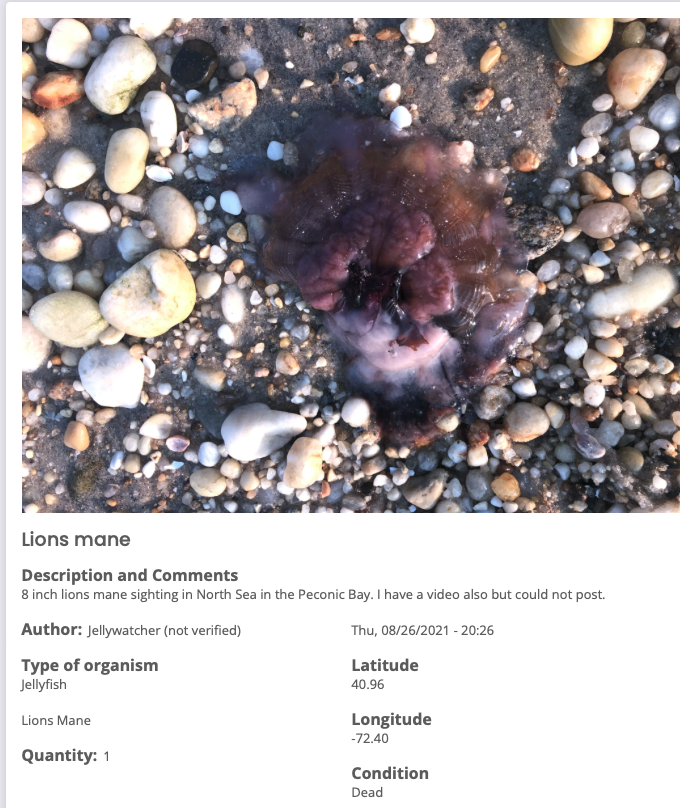 Lions mane
Description and Comments
8 inch lions mane sighting in North Sea in the Peconic Bay. I have a video also but could not post.
Author: Jellywatcher (not verified)
Thu, 08/26/2021 - 20:26
Type of organism
Jellyfish
Lions Mane
Quantity: 1
Latitude
40.96
Longitude
-72.40
Condition
Dead